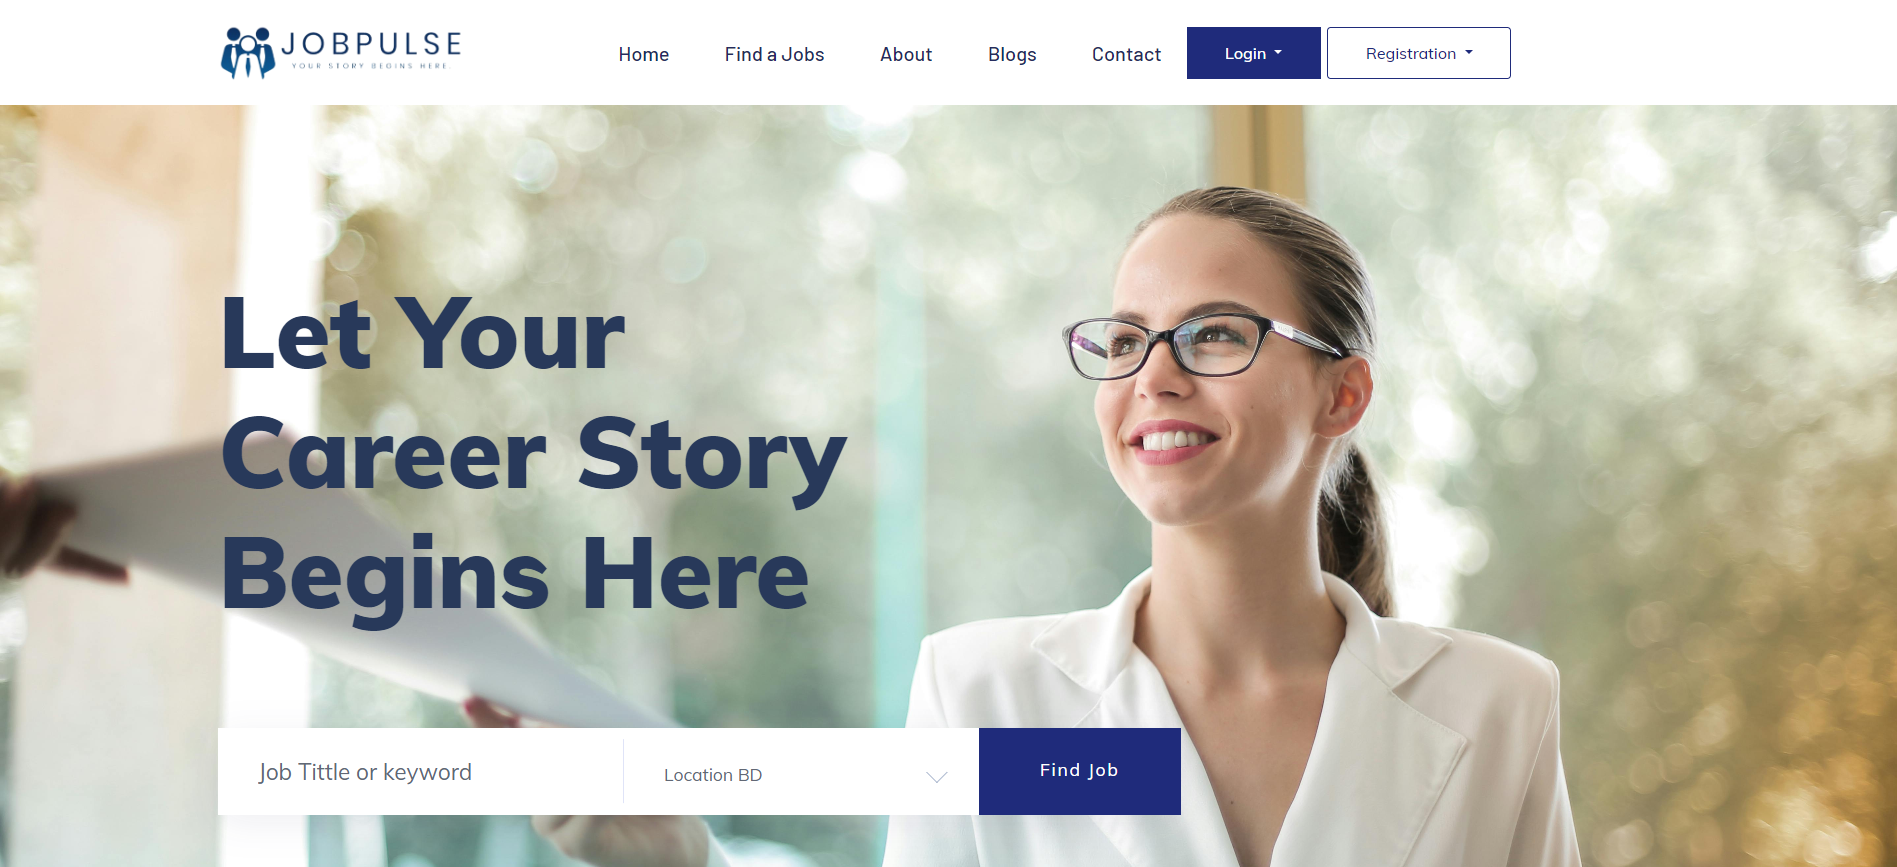 JOBPULSE
YOUR STORY BEGINS HERE
Home
Find a Jobs
About
Blogs
Contact
Login
Registration
Let Your
Career Story
Begins Here
Job Tittle or keyword
Location BD
Find Job